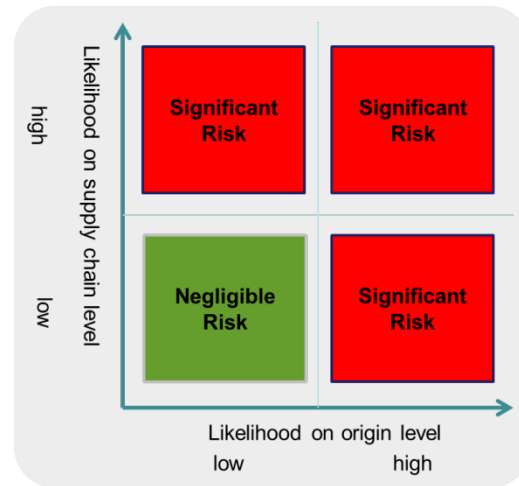 Likelihood on supply chain level
high
low
Significant
Risk
Significant
Risk
Negligible
Risk
Significant
Risk
Likelihood on origin level
low
high